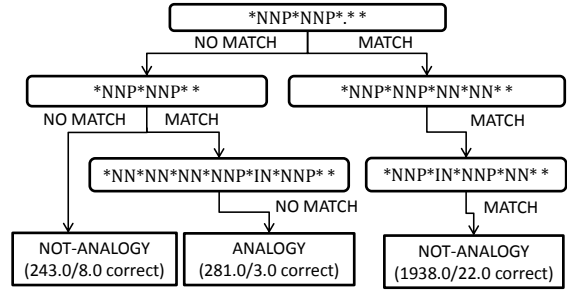 *NNP*NNP*.* *
NO MATCH MATCH
*NNP*NNP* * *NNP*NNP*NN*NN* *
NO MATCH MATCH MATCH
*NN*NN*NN*NNP*IN*NNP* * *NNP*IN*NNP*NN* *
NO MATCH MATCH
NOT-ANALOGY ANALOGY NOT-ANALOGY
(243.0/8.0 correct) (281.0/3.0 correct) (1938.0/22.0 correct)